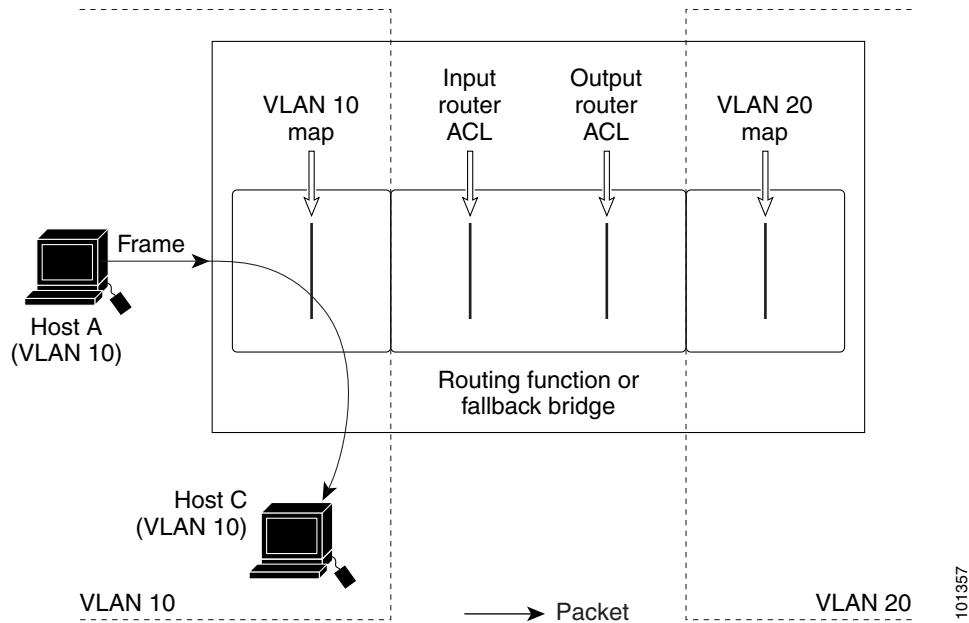 VLAN 10
map
Input
router
ACL
Output
router
ACL
VLAN 20
map
Frame
Host A
(VLAN 10)
Routing function or
fallback bridge
Host C
(VLAN 10)
VLAN 10
Packet
VLAN 20
101357